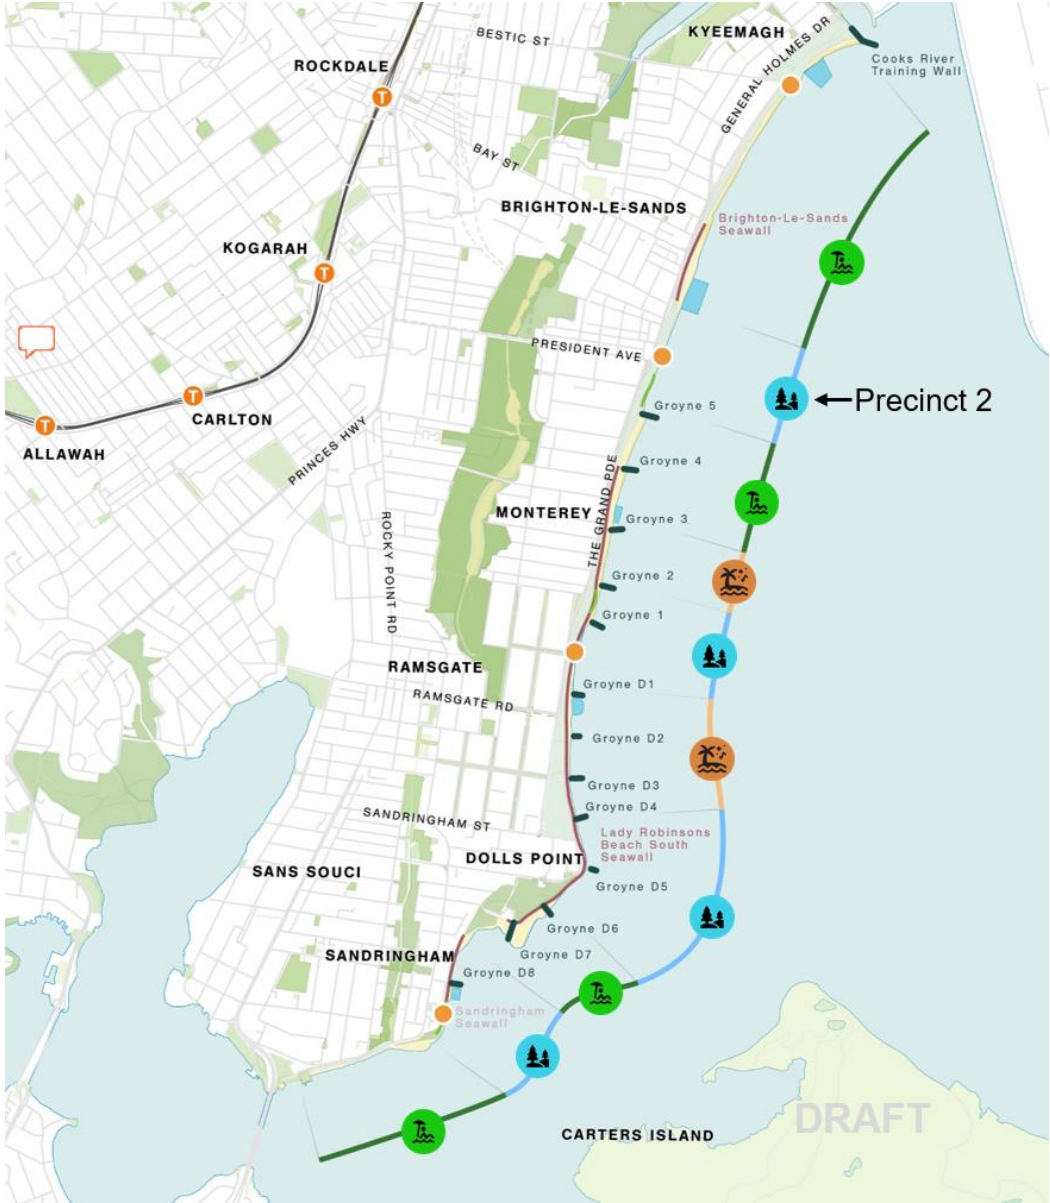 BESTIC ST
KYEEMAGH
GENERAL HOLMES DR
Cooks River
Training Wall
ROCKDALE
T
BAY ST
BRIGHTON-LE-SANDS
Brighton-Le-Sands
Seawall
KOGARAH
T
PRESIDENT AVE
Precinct 2
T
CARLTON
T
ALLAWAH
PRINCES HWY
Groyne 5
Groyne 4
THE GRAND PDE
MONTEREY
Groyne 3
ROCKY POINT RD
Groyne 2
Groyne 1
RAMSGATE
RAMSGATE RD
Groyne D1
Groyne D2
Groyne D3
Groyne D4
SANDRINGHAM ST
Lady Robinsons
Beach South
Seawall
DOLLS POINT
SANS SOUCI
Groyne D5
Groyne D6
SANDRINGHAM
Groyne D7
Groyne D8
Sandringham
Seawall
DRAFT
CARTERS ISLAND